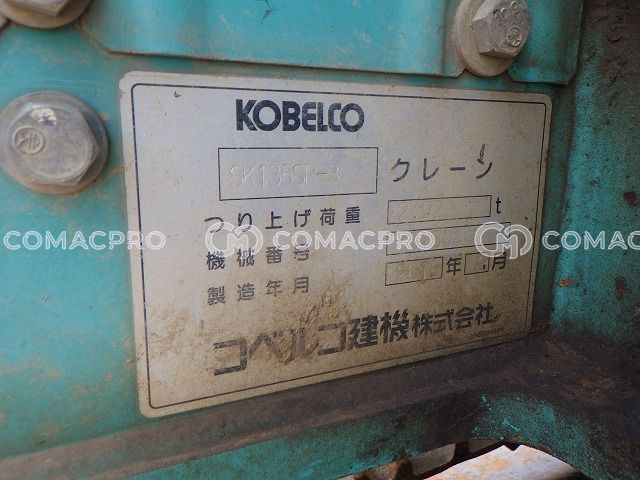 KOBELCO
SK135SR-3 クレーン
つり上げ荷重 t
COMACPRO COMACPRO COMAC
機械番号
製造年月 年 月
コベルコ建機株式会社